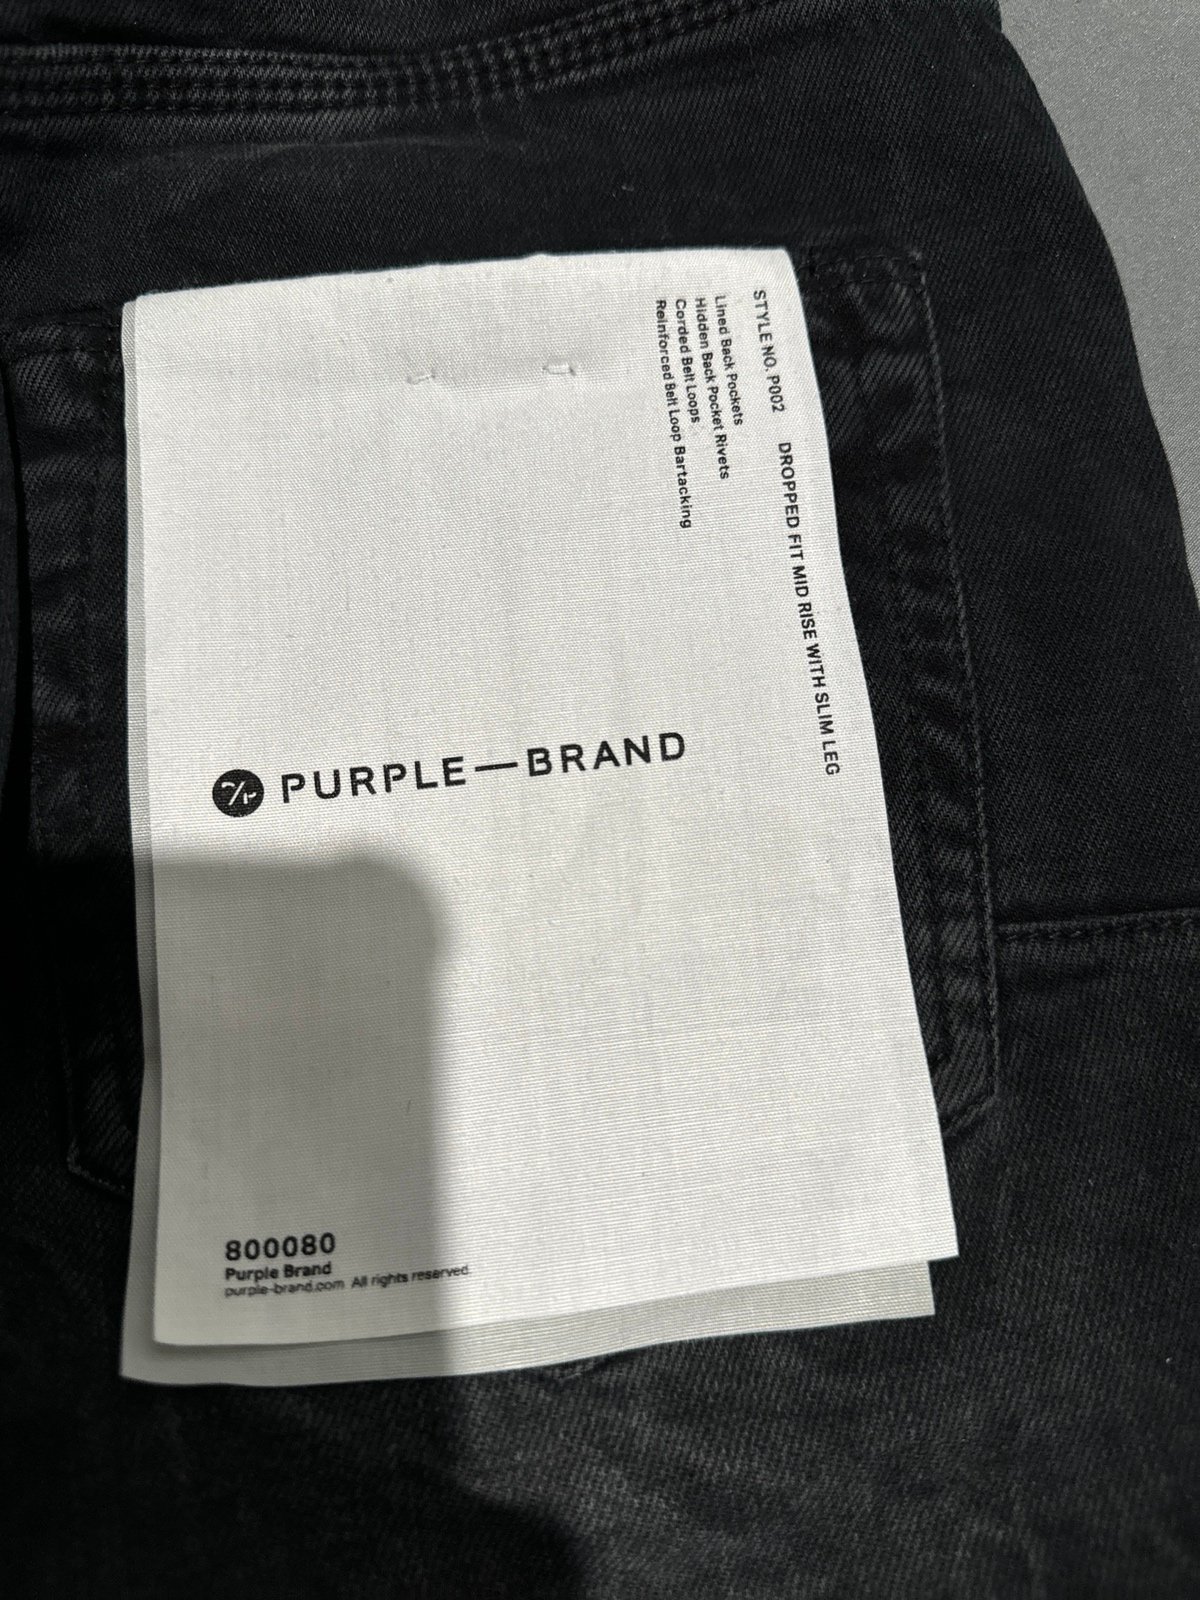 STYLE NO. P002 DROPPED FIT MID RISE WITH SLIM LEG
Lined Back Pockets
Hidden Back Pocket Rivets
Corded Belt Loops
Reinforced Belt Loop Bartacking
PURPLE—BRAND
800080
Purple Brand
purple-brand.com All rights reserved.